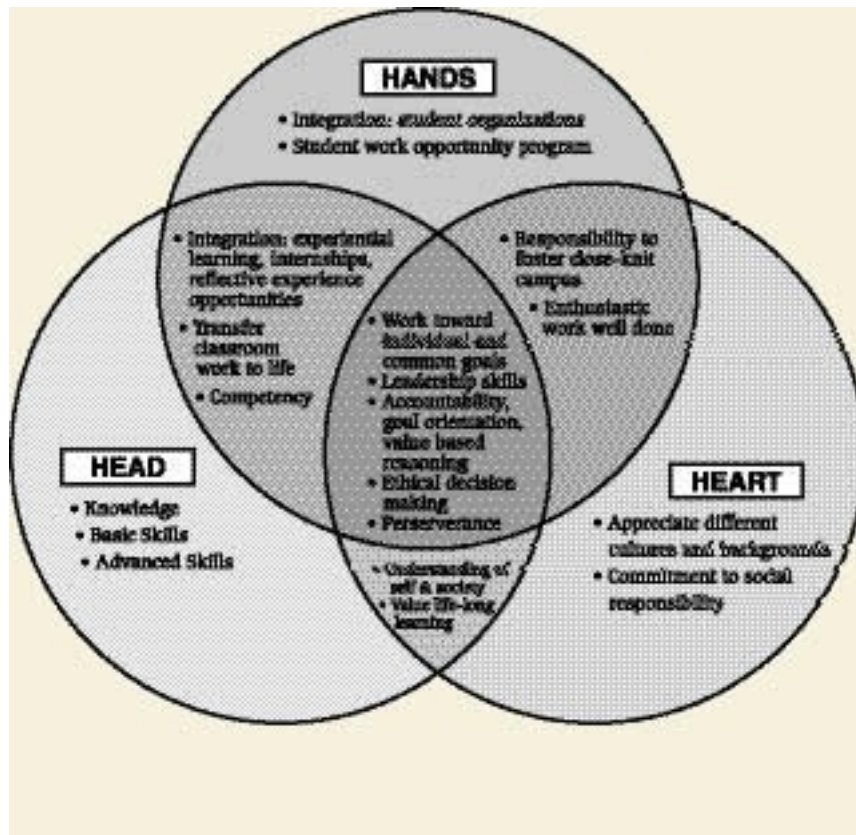 HANDS
• Integration: student organizations
• Student work opportunity program
• Integration: experiential
learning, internships,
reflective experience
opportunities
• Transfer
classroom
work to life
• Competency
• Responsibility to
foster close-knit
campus
• Enthusiastic
work well done
• Work toward
individual and
common goals
• Leadership skills
• Accountability,
goal orientation,
value based
reasoning
• Ethical decision
making
• Perserverance
HEAD
• Knowledge
• Basic Skills
• Advanced Skills
HEART
• Appreciate different
cultures and backgrounds
• Commitment to social
responsibility
• Understanding of
self & society
• Value life-long
learning